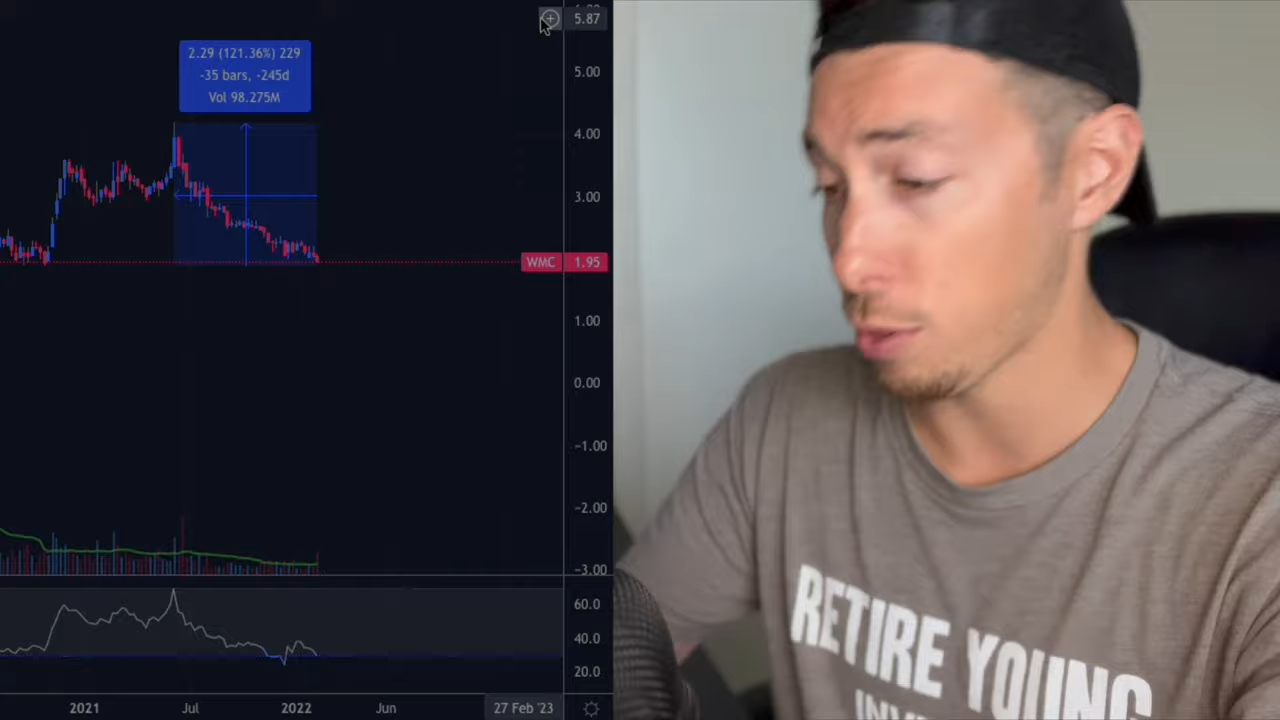 5.87
2.29 (121.36%) 229
-35 bars, -245d
Vol 98.275M
5.00
4.00
3.00
WMC 1.95
1.00
0.00
-1.00
-2.00
-3.00
60.0
40.0
20.0
2021 Jul 2022 Jun 27 Feb '23
RETIRE YOUNG